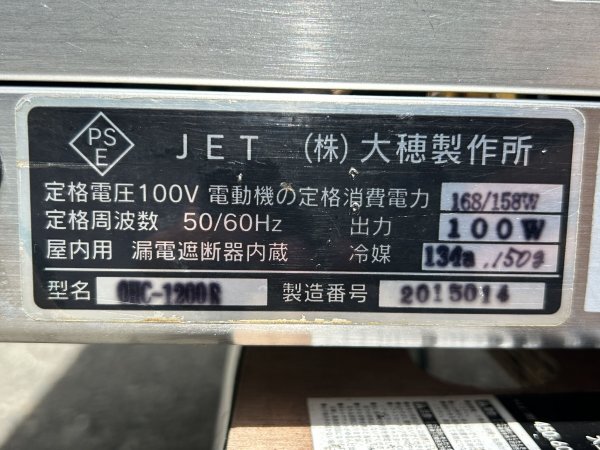 PS
E
JET (株) 大穂製作所
定格電圧100V 電動機の定格消費電力 168/158W
定格周波数 50/60Hz 出力 100W
屋内用 漏電遮断器内蔵 冷媒 134a .150g
型名 OHC-1200R 製造番号 2015014